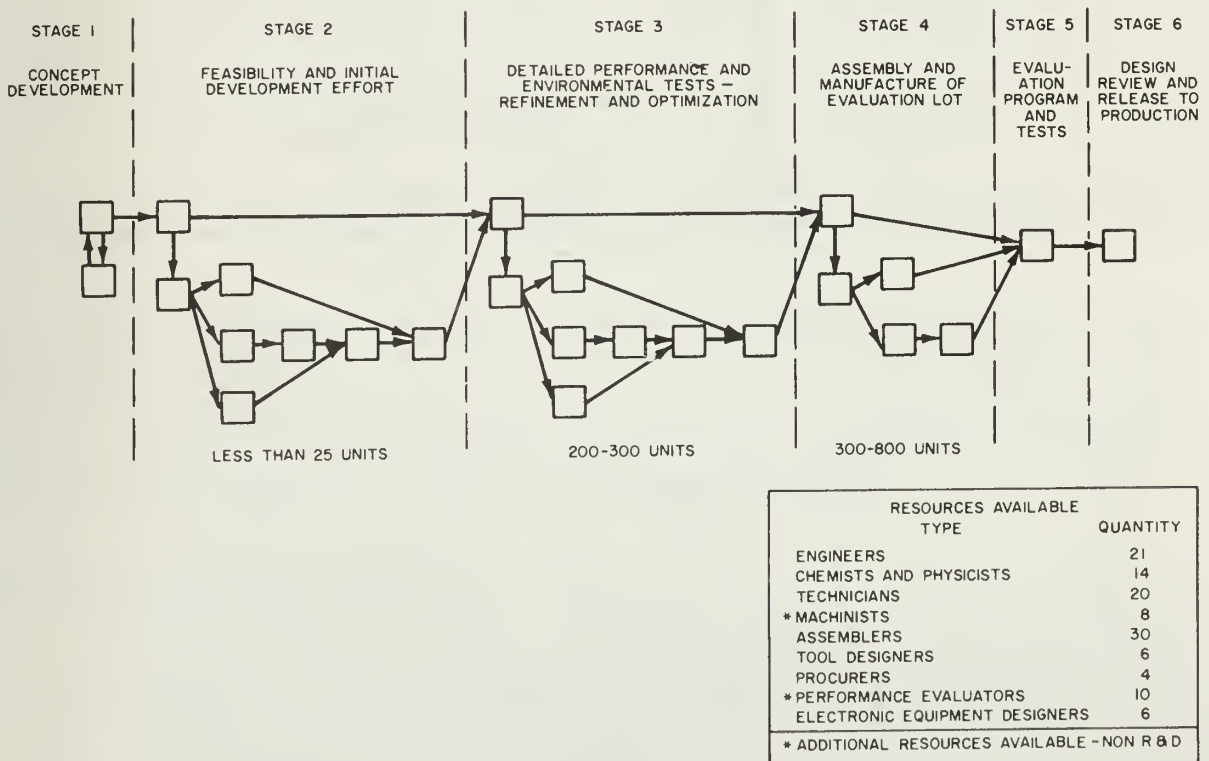 STAGE I
CONCEPT
DEVELOPMENT
STAGE 2
FEASIBILITY AND INITIAL
DEVELOPMENT EFFORT
STAGE 3
DETAILED PERFORMANCE AND
ENVIRONMENTAL TESTS –
REFINEMENT AND OPTIMIZATION
STAGE 4
ASSEMBLY AND
MANUFACTURE OF
EVALUATION LOT
STAGE 5
EVALU-
ATION
PROGRAM
AND
TESTS
STAGE 6
DESIGN
REVIEW AND
RELEASE TO
PRODUCTION
LESS THAN 25 UNITS
200-300 UNITS
300-800 UNITS
RESOURCES AVAILABLE
TYPE QUANTITY
ENGINEERS 21
CHEMISTS AND PHYSICISTS 14
TECHNICIANS 20
* MACHINISTS 8
ASSEMBLERS 30
TOOL DESIGNERS 6
PROCURERS 4
* PERFORMANCE EVALUATORS 10
ELECTRONIC EQUIPMENT DESIGNERS 6
* ADDITIONAL RESOURCES AVAILABLE - NON R & D